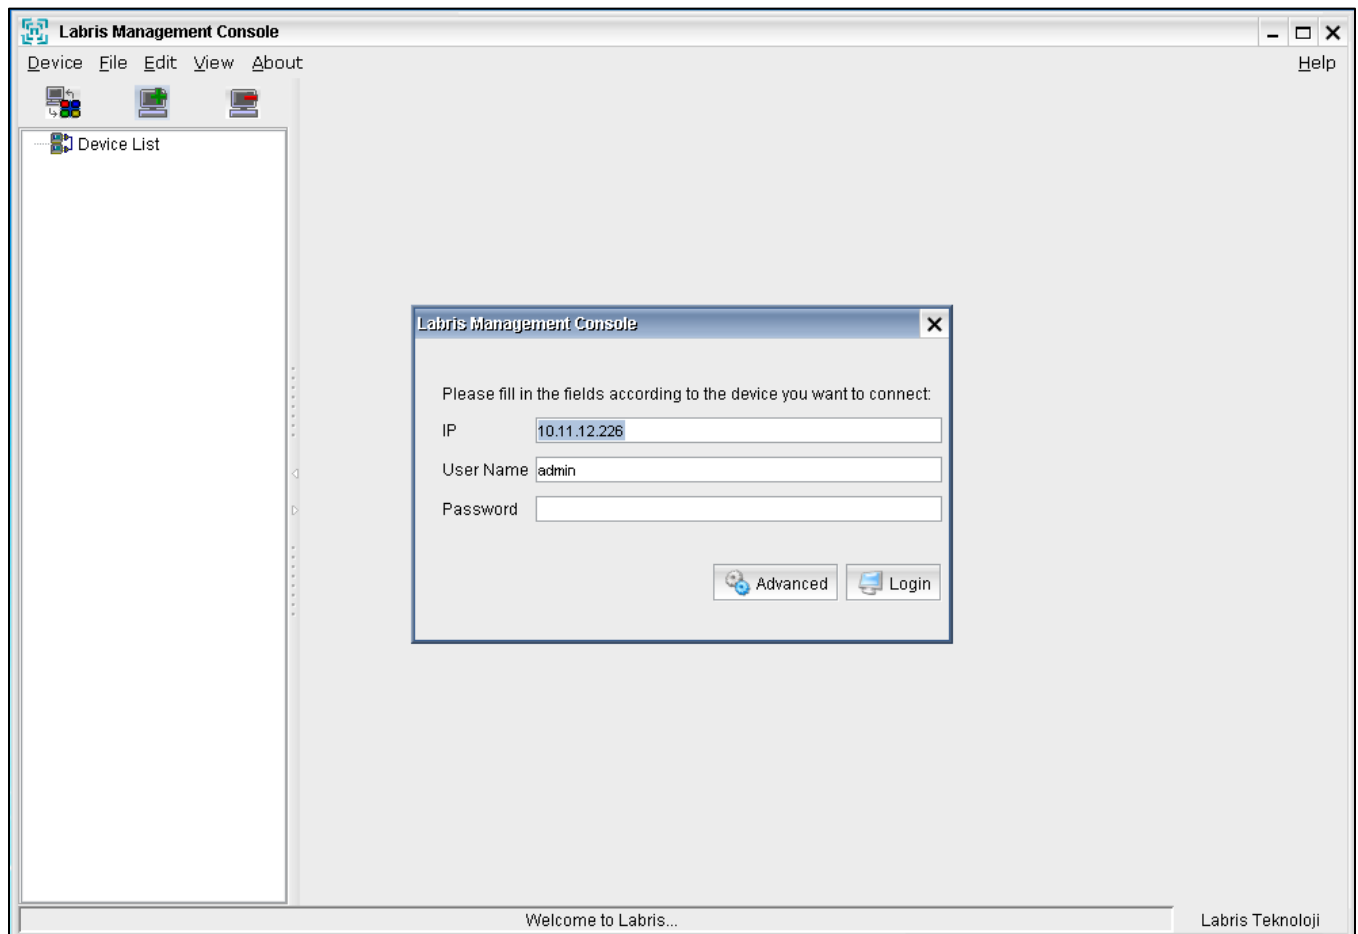 Labris Management Console
Device File Edit View About Help
Device List
Labris Management Console
Please fill in the fields according to the device you want to connect:
IP 10.11.12.226
User Name admin
Password
Advanced Login
Welcome to Labris... Labris Teknoloji